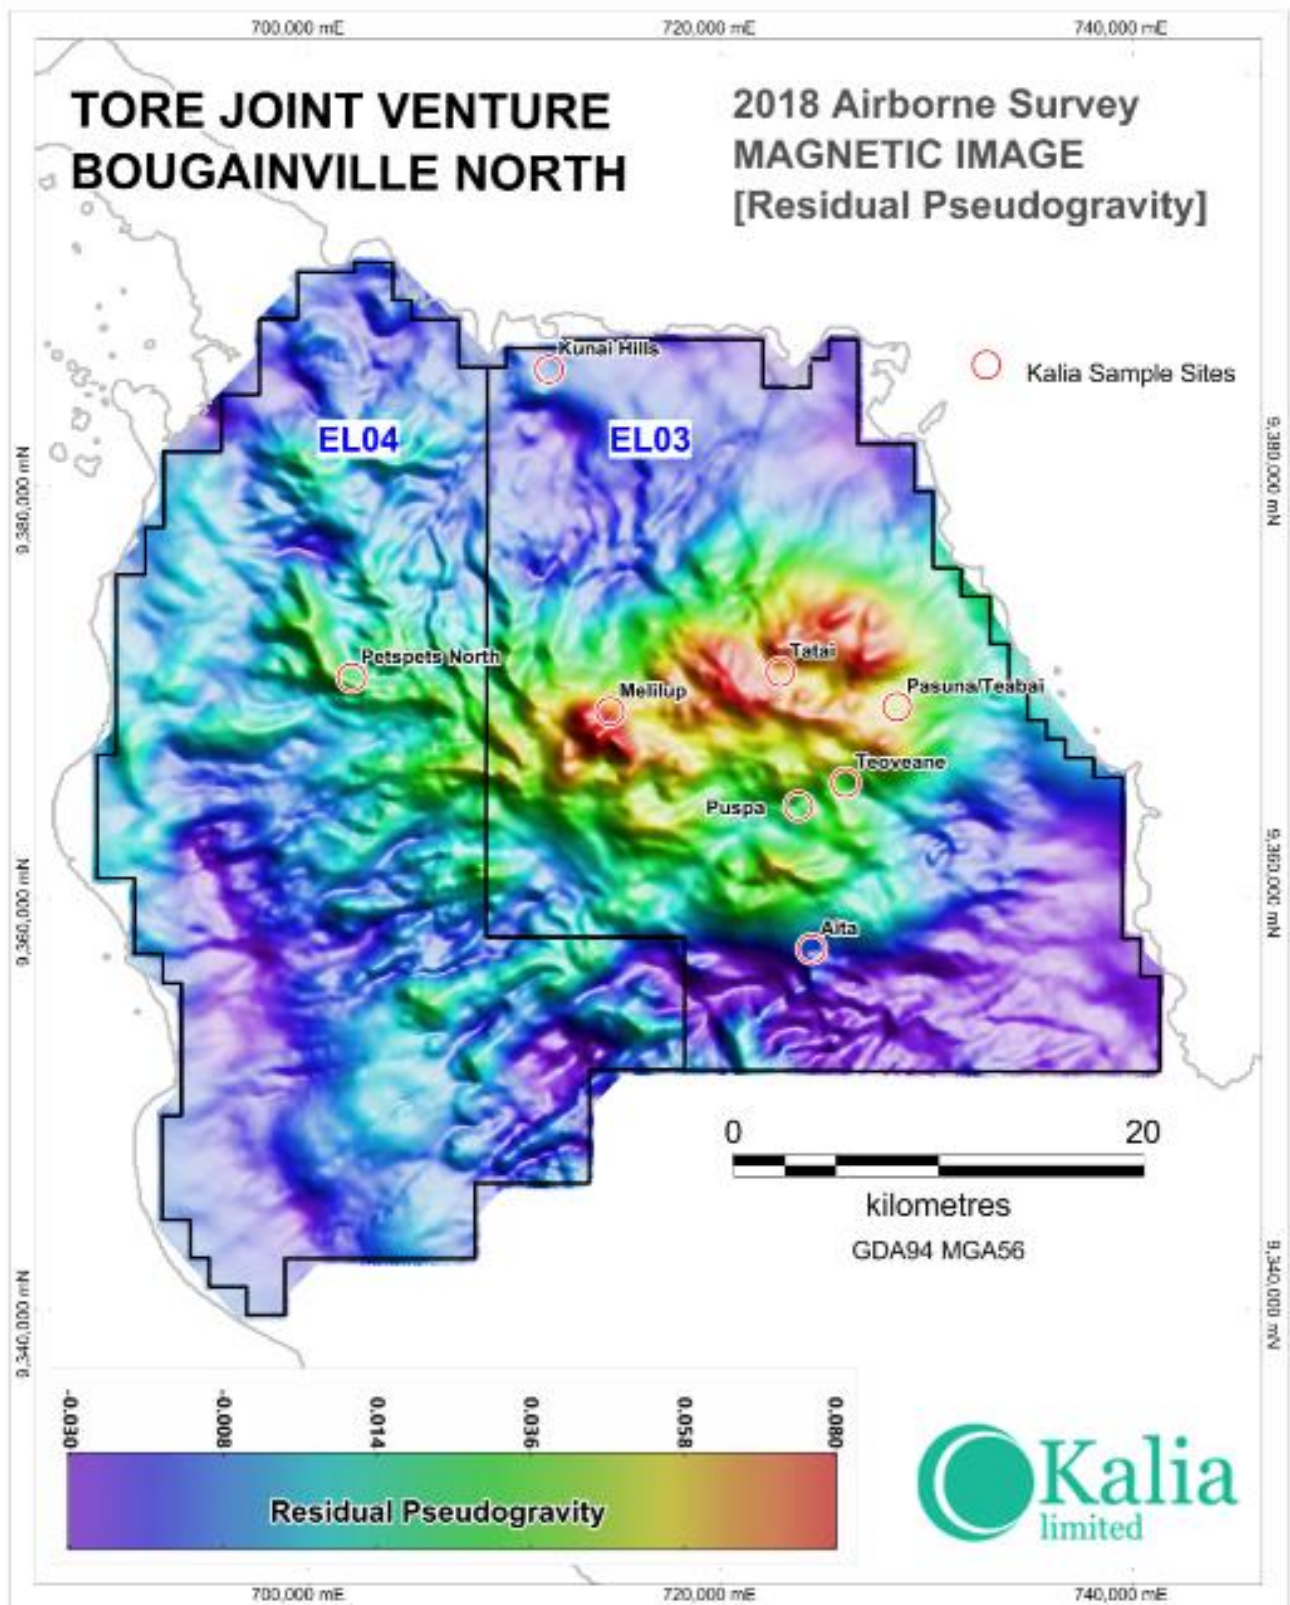 700,000 mE
720,000 mE
740,000 mE
TORE JOINT VENTURE
BOUGAINVILLE NORTH
2018 Airborne Survey
MAGNETIC IMAGE
[Residual Pseudogravity]
Kunai Hills
Kalia Sample Sites
EL04
EL03
9,380,000 mN
9,380,000 mN
Tatai
Petspets North
Melilup
Pasuna/Teabai
Teoveane
Puspa
9,360,000 mN
9,360,000 mN
Aita
0
20
kilometres
GDA94 MGA56
9,340,000 mN
9,340,000 mN
-0.030
-0.008
0.014
0.036
0.058
0.080
Residual Pseudogravity
Kalia
limited
700,000 mE
720,000 mE
740,000 mE